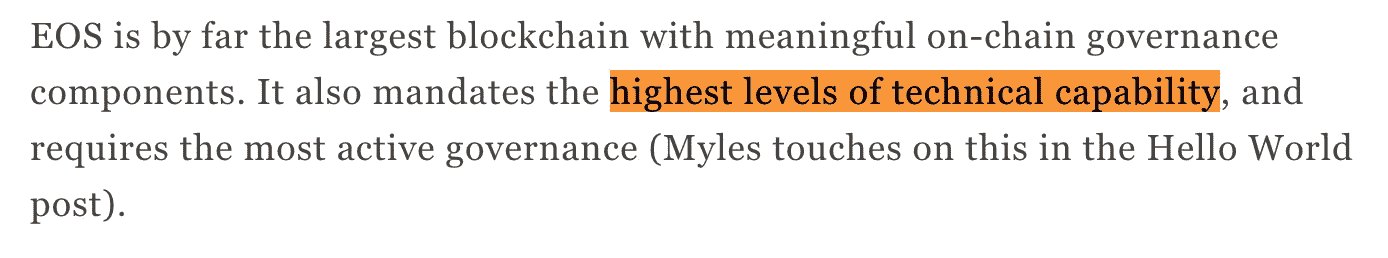 EOS is by far the largest blockchain with meaningful on-chain governance
components. It also mandates the highest levels of technical capability, and
requires the most active governance (Myles touches on this in the Hello World
post).